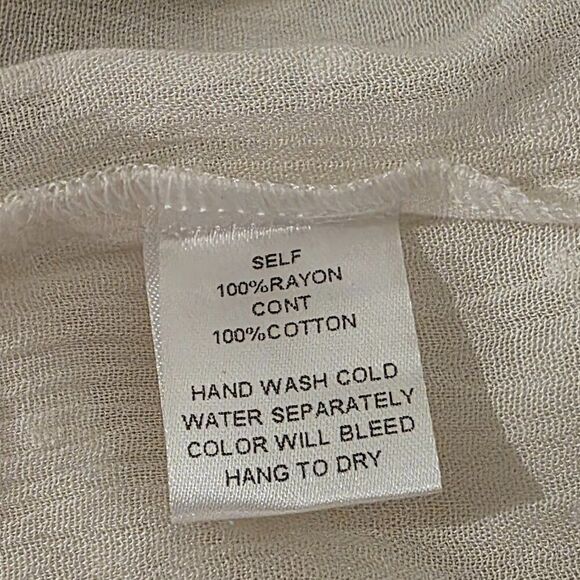 SELF
100%RAYON
CONT
100%COTTON
HAND WASH COLD
WATER SEPARATELY
COLOR WILL BLEED
HANG TO DRY